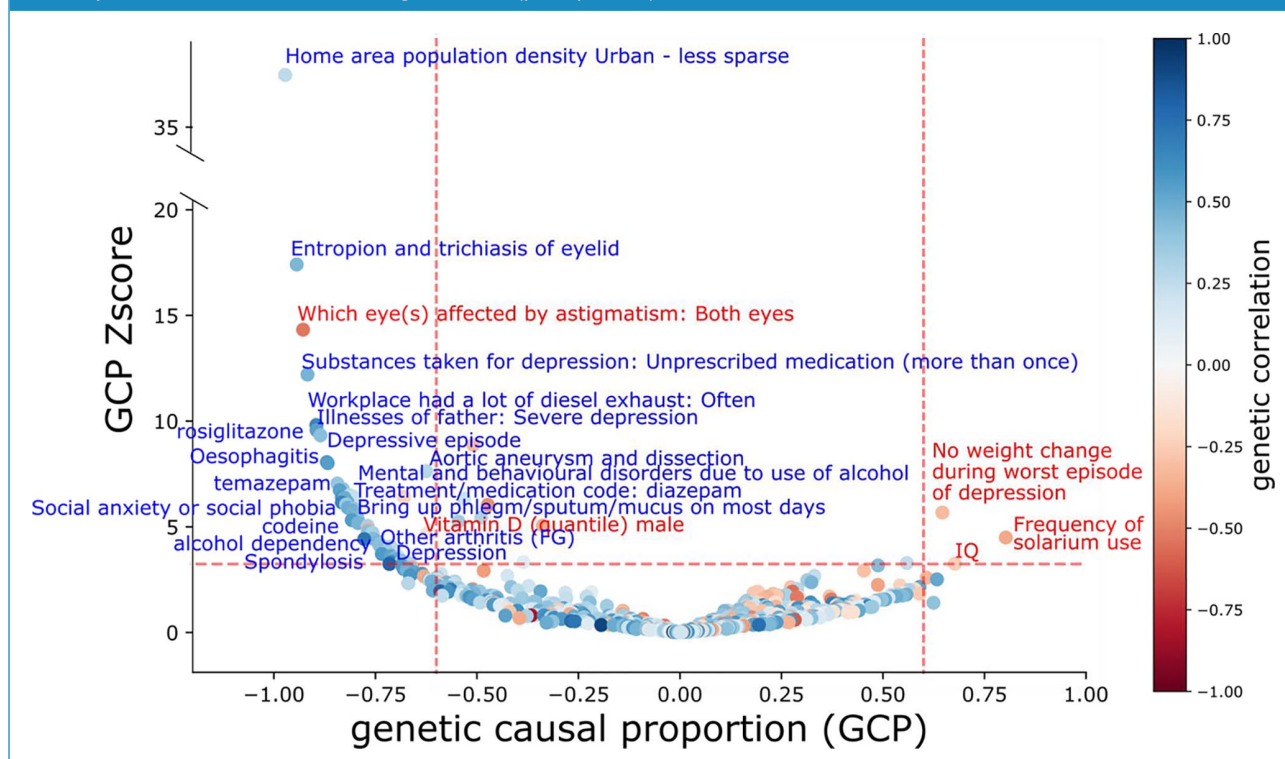 Home area population density Urban - less sparse
35
20
Entropion and trichiasis of eyelid
15
Which eye(s) affected by astigmatism: Both eyes
Substances taken for depression: Unprescribed medication (more than once)
Workplace had a lot of diesel exhaust: Often
10
Illnesses of father: Severe depression
rosiglitazone
Depressive episode
Oesophagitis
Aortic aneurysm and dissection
Mental and behavioural disorders due to use of alcohol
temazepam
Treatment/medication code: diazepam
Social anxiety or social phobia
Bring up phlegm/sputum/mucus on most days
5
codeine
Vitamin D (quantile) male
alcohol dependency
Other arthritis (FG)
Depression
Spondylosis
No weight change
during worst episode
of depression
Frequency of
solarium use
IQ
0
GCP Zscore
−1.00
−0.75
−0.50
−0.25
0.00
0.25
0.50
0.75
1.00
genetic causal proportion (GCP)
1.00
0.75
0.50
0.25
0.00
−0.25
−0.50
−0.75
−1.00
genetic correlation